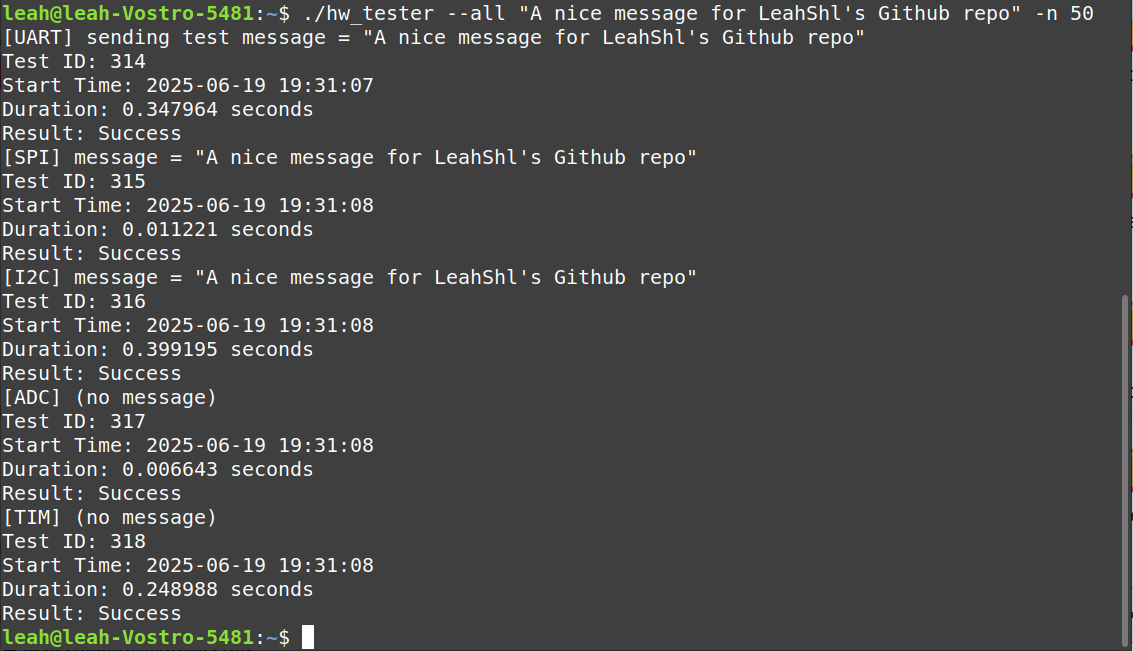 leah@leah-Vostro-5481:~$ ./hw_tester --all "A nice message for LeahShl's Github repo" -n 50
[UART] sending test message = "A nice message for LeahShl's Github repo"
Test ID: 314
Start Time: 2025-06-19 19:31:07
Duration: 0.347964 seconds
Result: Success
[SPI] message = "A nice message for LeahShl's Github repo"
Test ID: 315
Start Time: 2025-06-19 19:31:08
Duration: 0.011221 seconds
Result: Success
[I2C] message = "A nice message for LeahShl's Github repo"
Test ID: 316
Start Time: 2025-06-19 19:31:08
Duration: 0.399195 seconds
Result: Success
[ADC] (no message)
Test ID: 317
Start Time: 2025-06-19 19:31:08
Duration: 0.006643 seconds
Result: Success
[TIM] (no message)
Test ID: 318
Start Time: 2025-06-19 19:31:08
Duration: 0.248988 seconds
Result: Success
leah@leah-Vostro-5481:~$